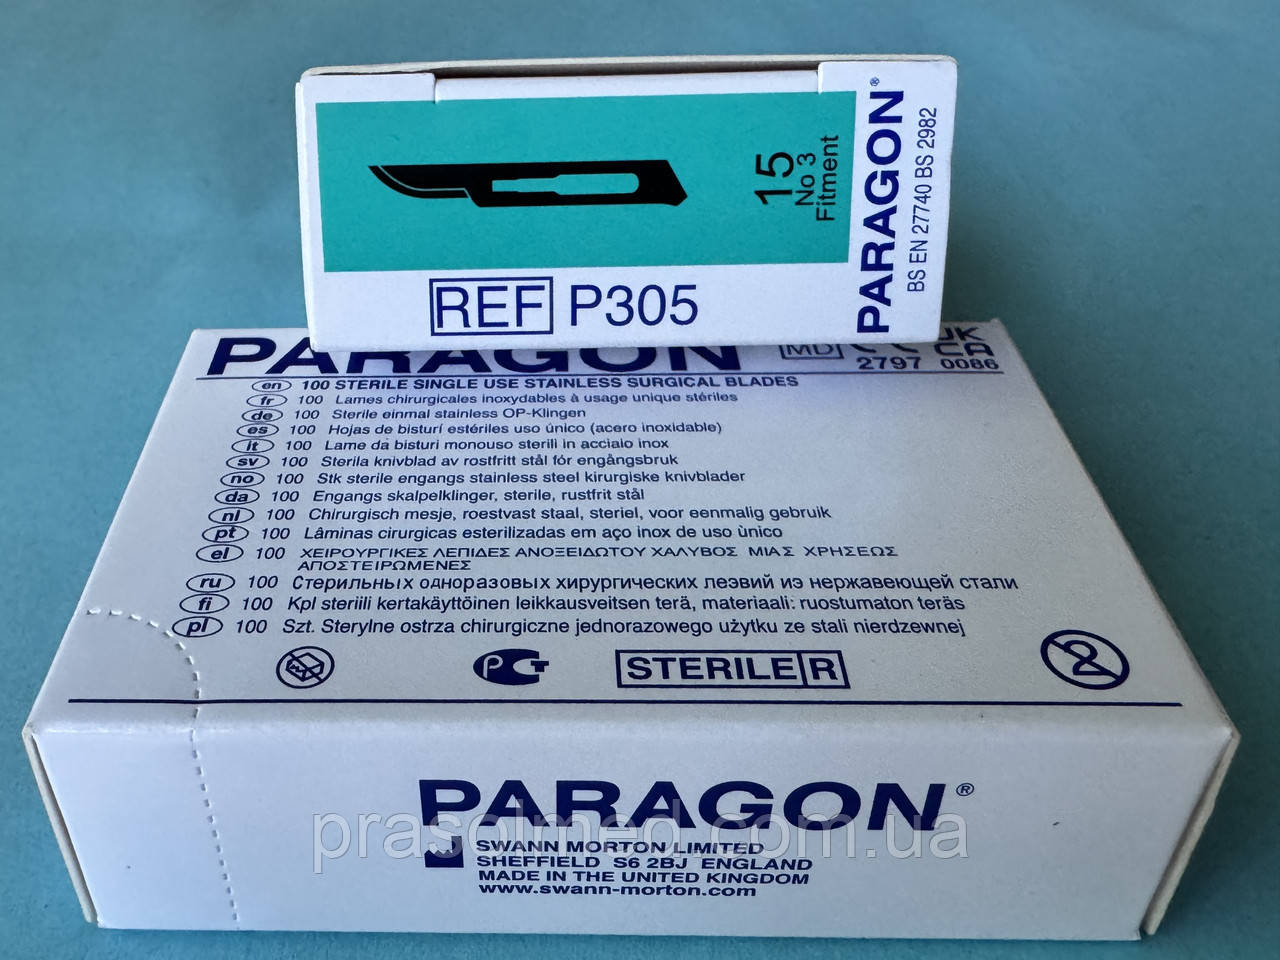 15
No 3
Fitment
PARAGON®
BS EN 27740 BS 2982
REF P305
PARAGON
MD
2797
UK
CA
0086
en 100 STERILE SINGLE USE STAINLESS SURGICAL BLADES
fr 100 Lames chirurgicales inoxydables à usage unique stériles
de 100 Sterile einmal stainless OP-Klingen
es 100 Hojas de bisturí estériles uso único (acero inoxidable)
it 100 Lame da bisturi monouso sterili in acciaio inox
sv 100 Sterila knivblad av rostfritt stål fór engångsbruk
no 100 Stk sterile engangs stainless steel kirurgiske knivblader
da 100 Engangs skalpelklinger, sterile, rustfrit stål
nl 100 Chirurgisch mesje, roestvast staal, steriel, voor eenmalig gebruik
pt 100 Lâminas cirurgicas esterilizadas em aço inox de uso ùnico
el 100 ΧΕΙΡΟΥΡΓΙΚΕΣ ΛΕΠΙΔΕΣ ΑΝΟΞΕΙΔΩΤΟΥ ΧΑΛΥΒΟΣ ΜΙΑΣ ΧΡΗΣΕΩΣ
ΑΠΟΣΤΕΙΡΩΜΕΝΕΣ
ru 100 Стерильных одноразовых хирургических лезвий из нержавеющей стали
fi 100 Kpl steriili kertakäyttöinen leikkausveitsen terä, materiaali: ruostumaton teräs
pl 100 Szt. Sterylne ostrza chirurgiczne jednorazowego użytku ze stali nierdzewnej
STERILE R
2
PARAGON®
prasolmed.com.ua
SWANN MORTON LIMITED
SHEFFIELD S6 2BJ ENGLAND
MADE IN THE UNITED KINGDOM
www.swann-morton.com